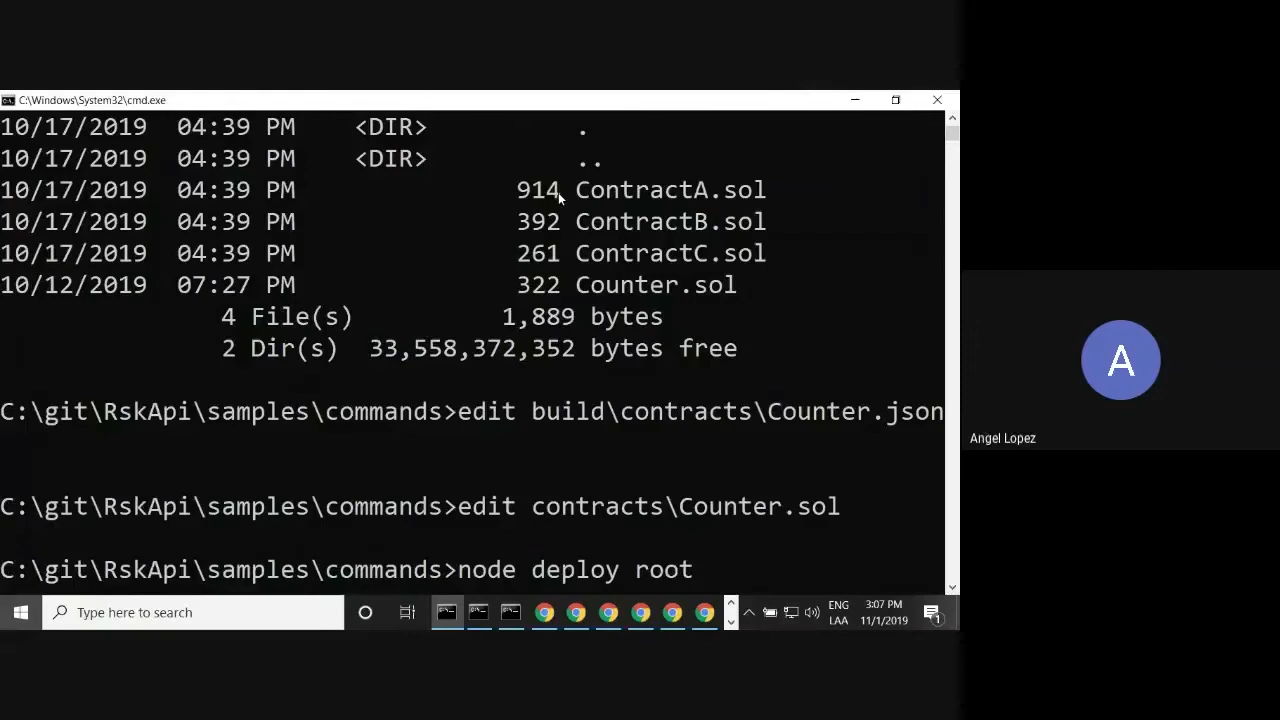 C:\Windows\System32\cmd.exe
10/17/2019 04:39 PM <DIR> .
10/17/2019 04:39 PM <DIR> ..
10/17/2019 04:39 PM 914 ContractA.sol
10/17/2019 04:39 PM 392 ContractB.sol
10/17/2019 04:39 PM 261 ContractC.sol
10/12/2019 07:27 PM 322 Counter.sol
4 File(s) 1,889 bytes
2 Dir(s) 33,558,372,352 bytes free
C:\git\RskApi\samples\commands>edit build\contracts\Counter.json
C:\git\RskApi\samples\commands>edit contracts\Counter.sol
C:\git\RskApi\samples\commands>node deploy root
Type here to search
ENG 3:07 PM
LAA 11/1/2019
1
A
Angel Lopez